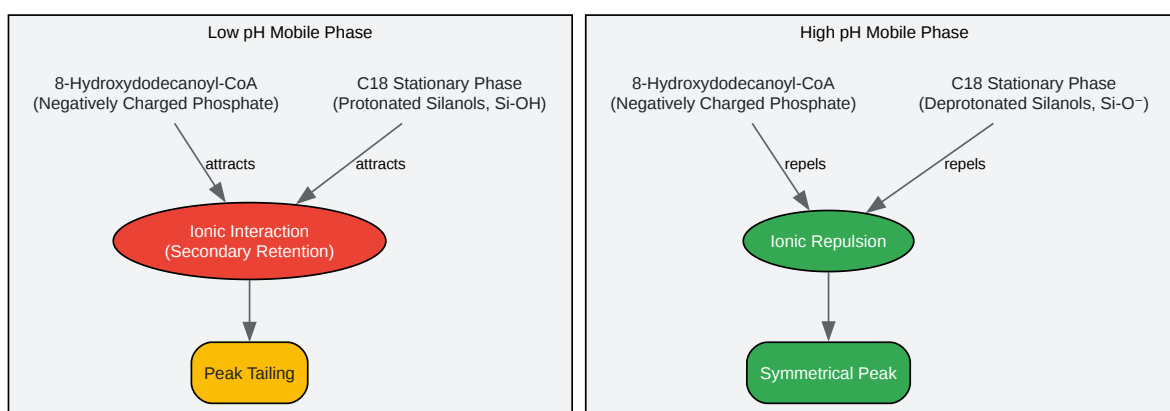 Low pH Mobile Phase
8-Hydroxydodecanoyl-CoA
(Negatively Charged Phosphate)
C18 Stationary Phase
(Protonated Silanols, Si-OH)
attracts
attracts
Ionic Interaction
(Secondary Retention)
Peak Tailing
High pH Mobile Phase
8-Hydroxydodecanoyl-CoA
(Negatively Charged Phosphate)
C18 Stationary Phase
(Deprotonated Silanols, Si-O⁻)
repels
repels
Ionic Repulsion
Symmetrical Peak